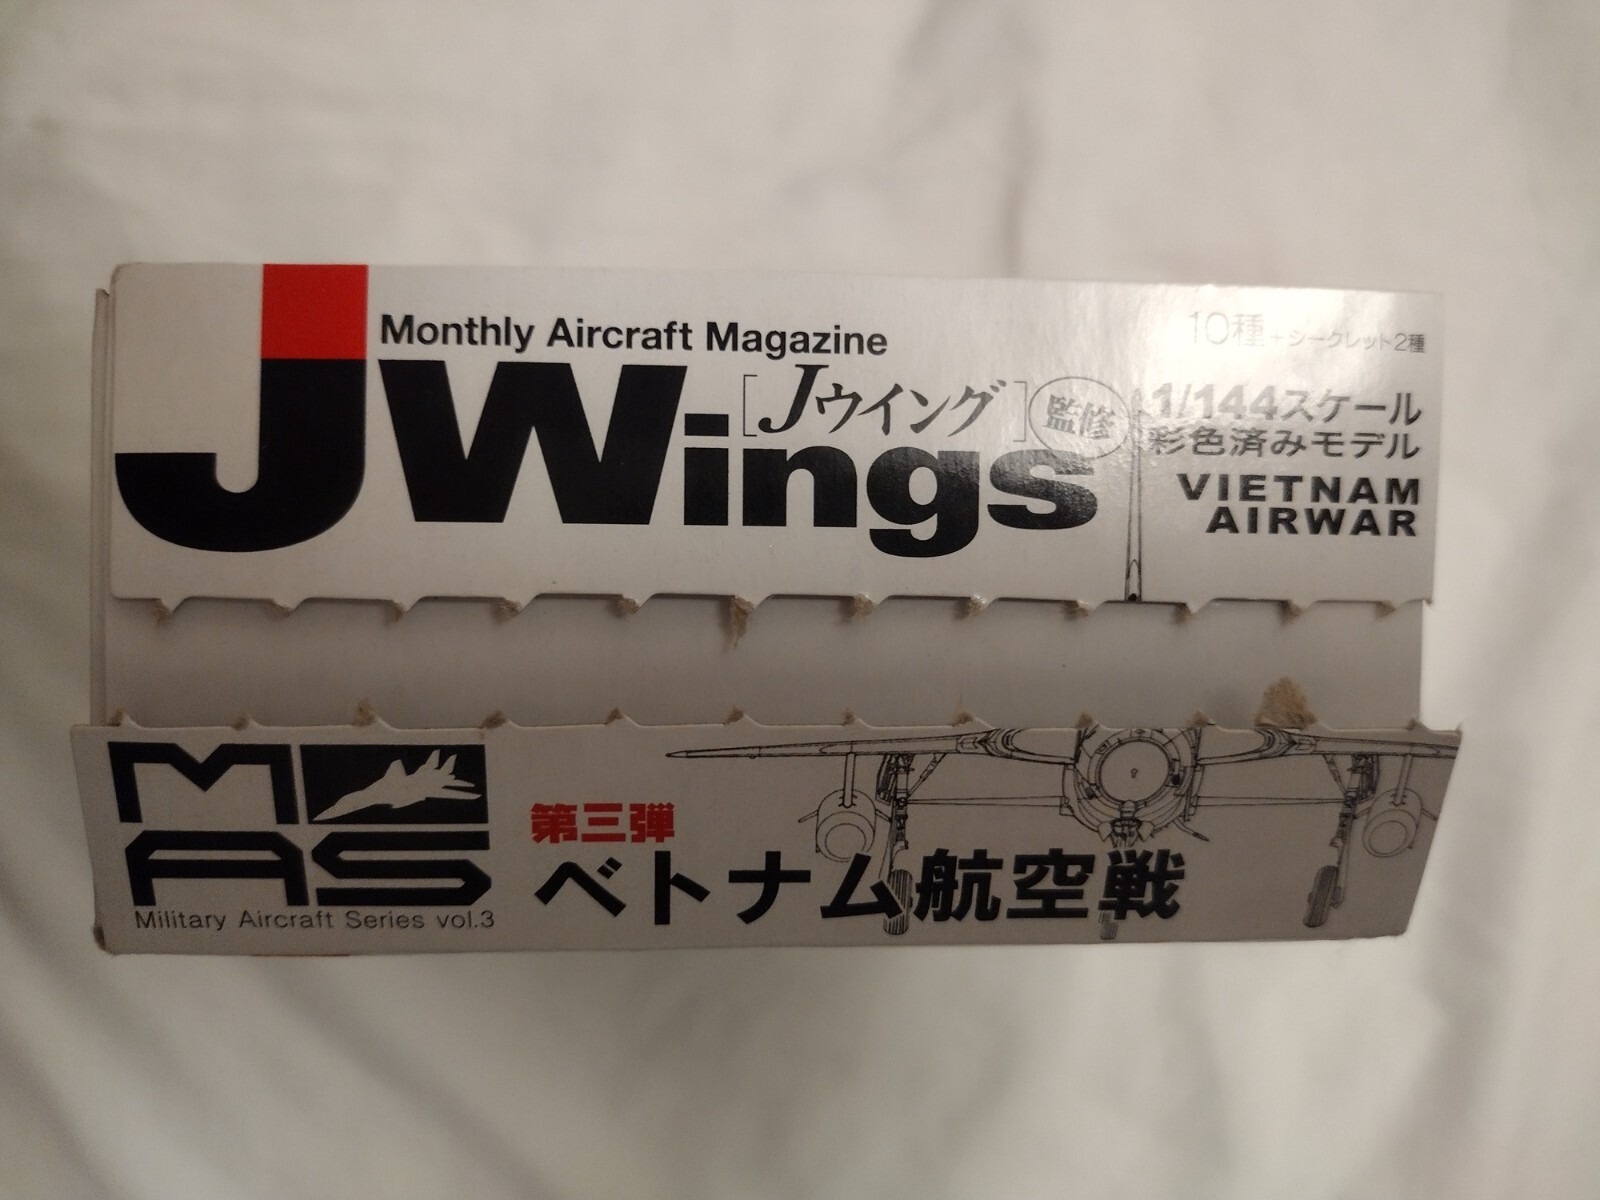 Monthly Aircraft Magazine
JWings
[Jウイング] 監修
10種+シークレット2種
1/144スケール
彩色済みモデル
VIETNAM
AIRWAR
MAS
Military Aircraft Series vol.3
第三弾
ベトナム航空戦